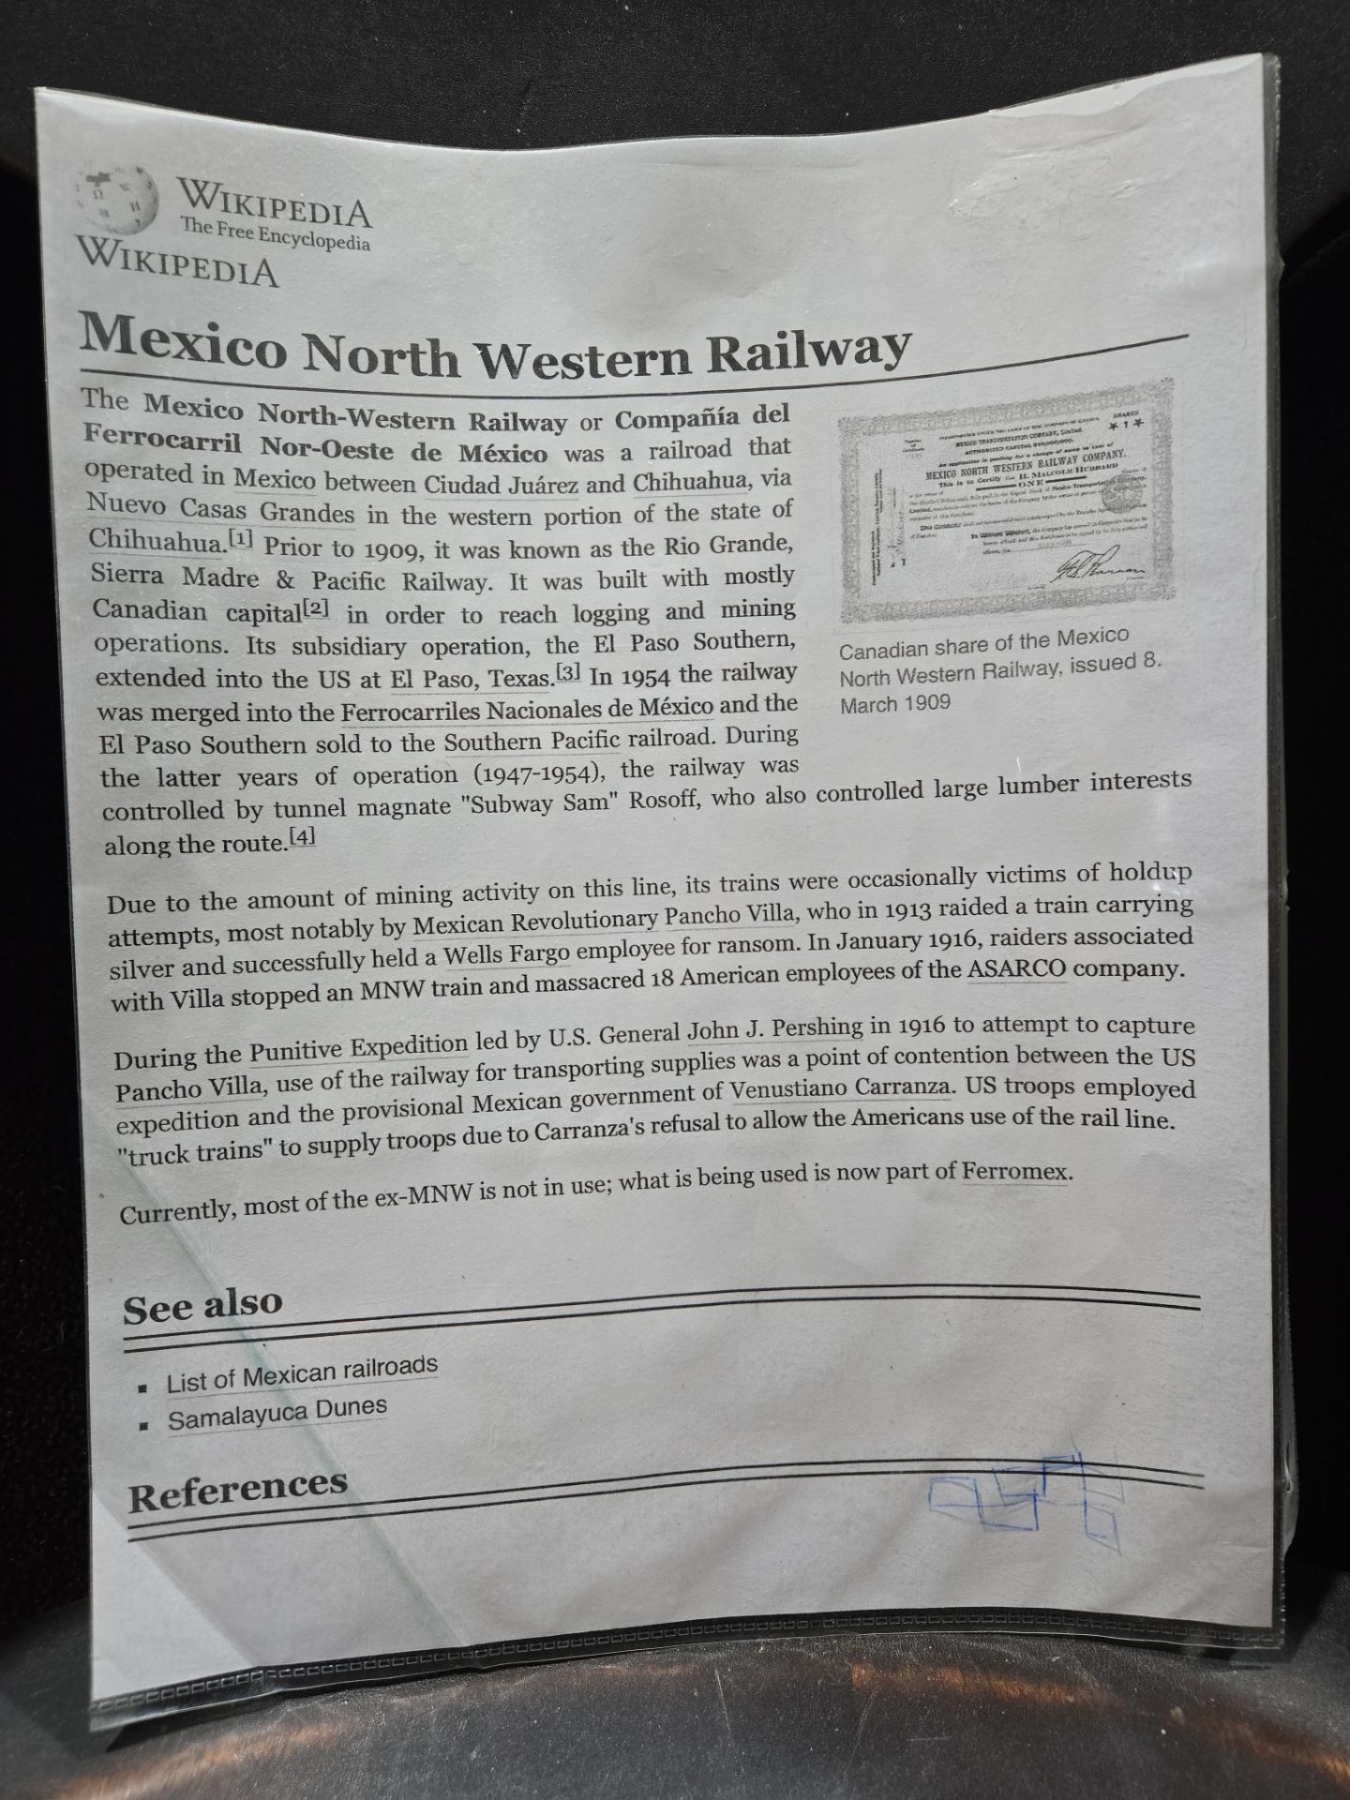 WIKIPEDIA
The Free Encyclopedia
WIKIPEDIA
Mexico North Western Railway
The Mexico North-Western Railway or Compañía del
Ferrocarril Nor-Oeste de México was a railroad that
operated in Mexico between Ciudad Juárez and Chihuahua, via
Nuevo Casas Grandes in the western portion of the state of
Chihuahua.[1] Prior to 1909, it was known as the Rio Grande,
Sierra Madre & Pacific Railway. It was built with mostly
Canadian capital[2] in order to reach logging and mining
operations. Its subsidiary operation, the El Paso Southern,
extended into the US at El Paso, Texas.[3] In 1954 the railway
was merged into the Ferrocarriles Nacionales de México and the
El Paso Southern sold to the Southern Pacific railroad. During
the latter years of operation (1947-1954), the railway was
controlled by tunnel magnate "Subway Sam" Rosoff, who also controlled large lumber interests
along the route.[4]
SHARES
★ 1 ★
MEXICO TRANSPORTATION COMPANY, Limited
MEXICO NORTH WESTERN RAILWAY COMPANY.
This is to Certify that H. MALCOLM HUBBARD
ONE
Canadian share of the Mexico
North Western Railway, issued 8.
March 1909
Due to the amount of mining activity on this line, its trains were occasionally victims of holdup
attempts, most notably by Mexican Revolutionary Pancho Villa, who in 1913 raided a train carrying
silver and successfully held a Wells Fargo employee for ransom. In January 1916, raiders associated
with Villa stopped an MNW train and massacred 18 American employees of the ASARCO company.
During the Punitive Expedition led by U.S. General John J. Pershing in 1916 to attempt to capture
Pancho Villa, use of the railway for transporting supplies was a point of contention between the US
expedition and the provisional Mexican government of Venustiano Carranza. US troops employed
"truck trains" to supply troops due to Carranza's refusal to allow the Americans use of the rail line.
Currently, most of the ex-MNW is not in use; what is being used is now part of Ferromex.
See also
List of Mexican railroads
Samalayuca Dunes
References